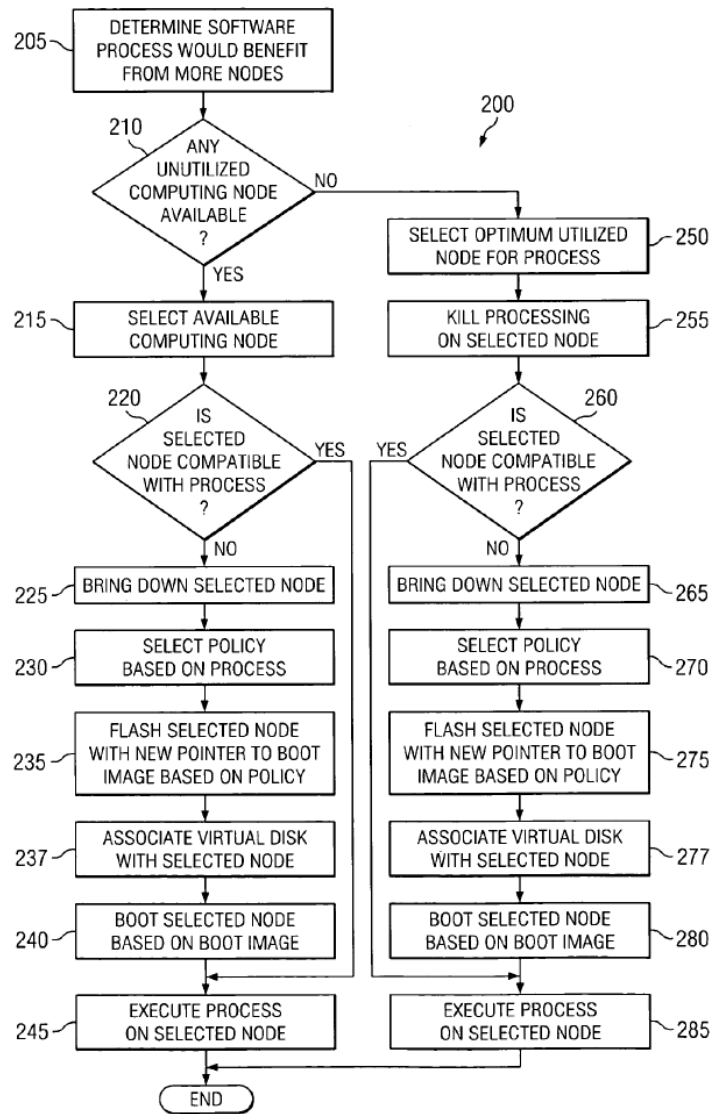 205
DETERMINE SOFTWARE
PROCESS WOULD BENEFIT
FROM MORE NODES
200
210
ANY
UNUTILIZED
COMPUTING NODE
AVAILABLE
?
NO
YES
215
SELECT AVAILABLE
COMPUTING NODE
220
IS
SELECTED
NODE COMPATIBLE
WITH PROCESS
?
YES
NO
225
BRING DOWN SELECTED NODE
230
SELECT POLICY
BASED ON PROCESS
235
FLASH SELECTED NODE
WITH NEW POINTER TO BOOT
IMAGE BASED ON POLICY
237
ASSOCIATE VIRTUAL DISK
WITH SELECTED NODE
240
BOOT SELECTED NODE
BASED ON BOOT IMAGE
245
EXECUTE PROCESS
ON SELECTED NODE
SELECT OPTIMUM UTILIZED
NODE FOR PROCESS
250
KILL PROCESSING
ON SELECTED NODE
255
260
IS
SELECTED
NODE COMPATIBLE
WITH PROCESS
?
YES
NO
BRING DOWN SELECTED NODE
265
SELECT POLICY
BASED ON PROCESS
270
FLASH SELECTED NODE
WITH NEW POINTER TO BOOT
IMAGE BASED ON POLICY
275
ASSOCIATE VIRTUAL DISK
WITH SELECTED NODE
277
BOOT SELECTED NODE
BASED ON BOOT IMAGE
280
EXECUTE PROCESS
ON SELECTED NODE
285
END